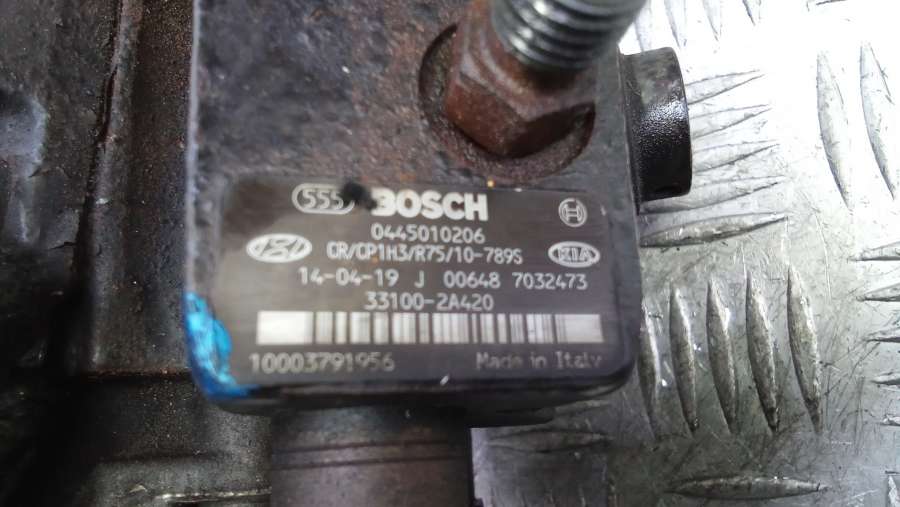 555 BOSCH
0445010206
CR/CP1H3/R75/10-789S
KIA
14-04-19 J 00648 7032473
33100-2A420
10003791956 Made in Italy